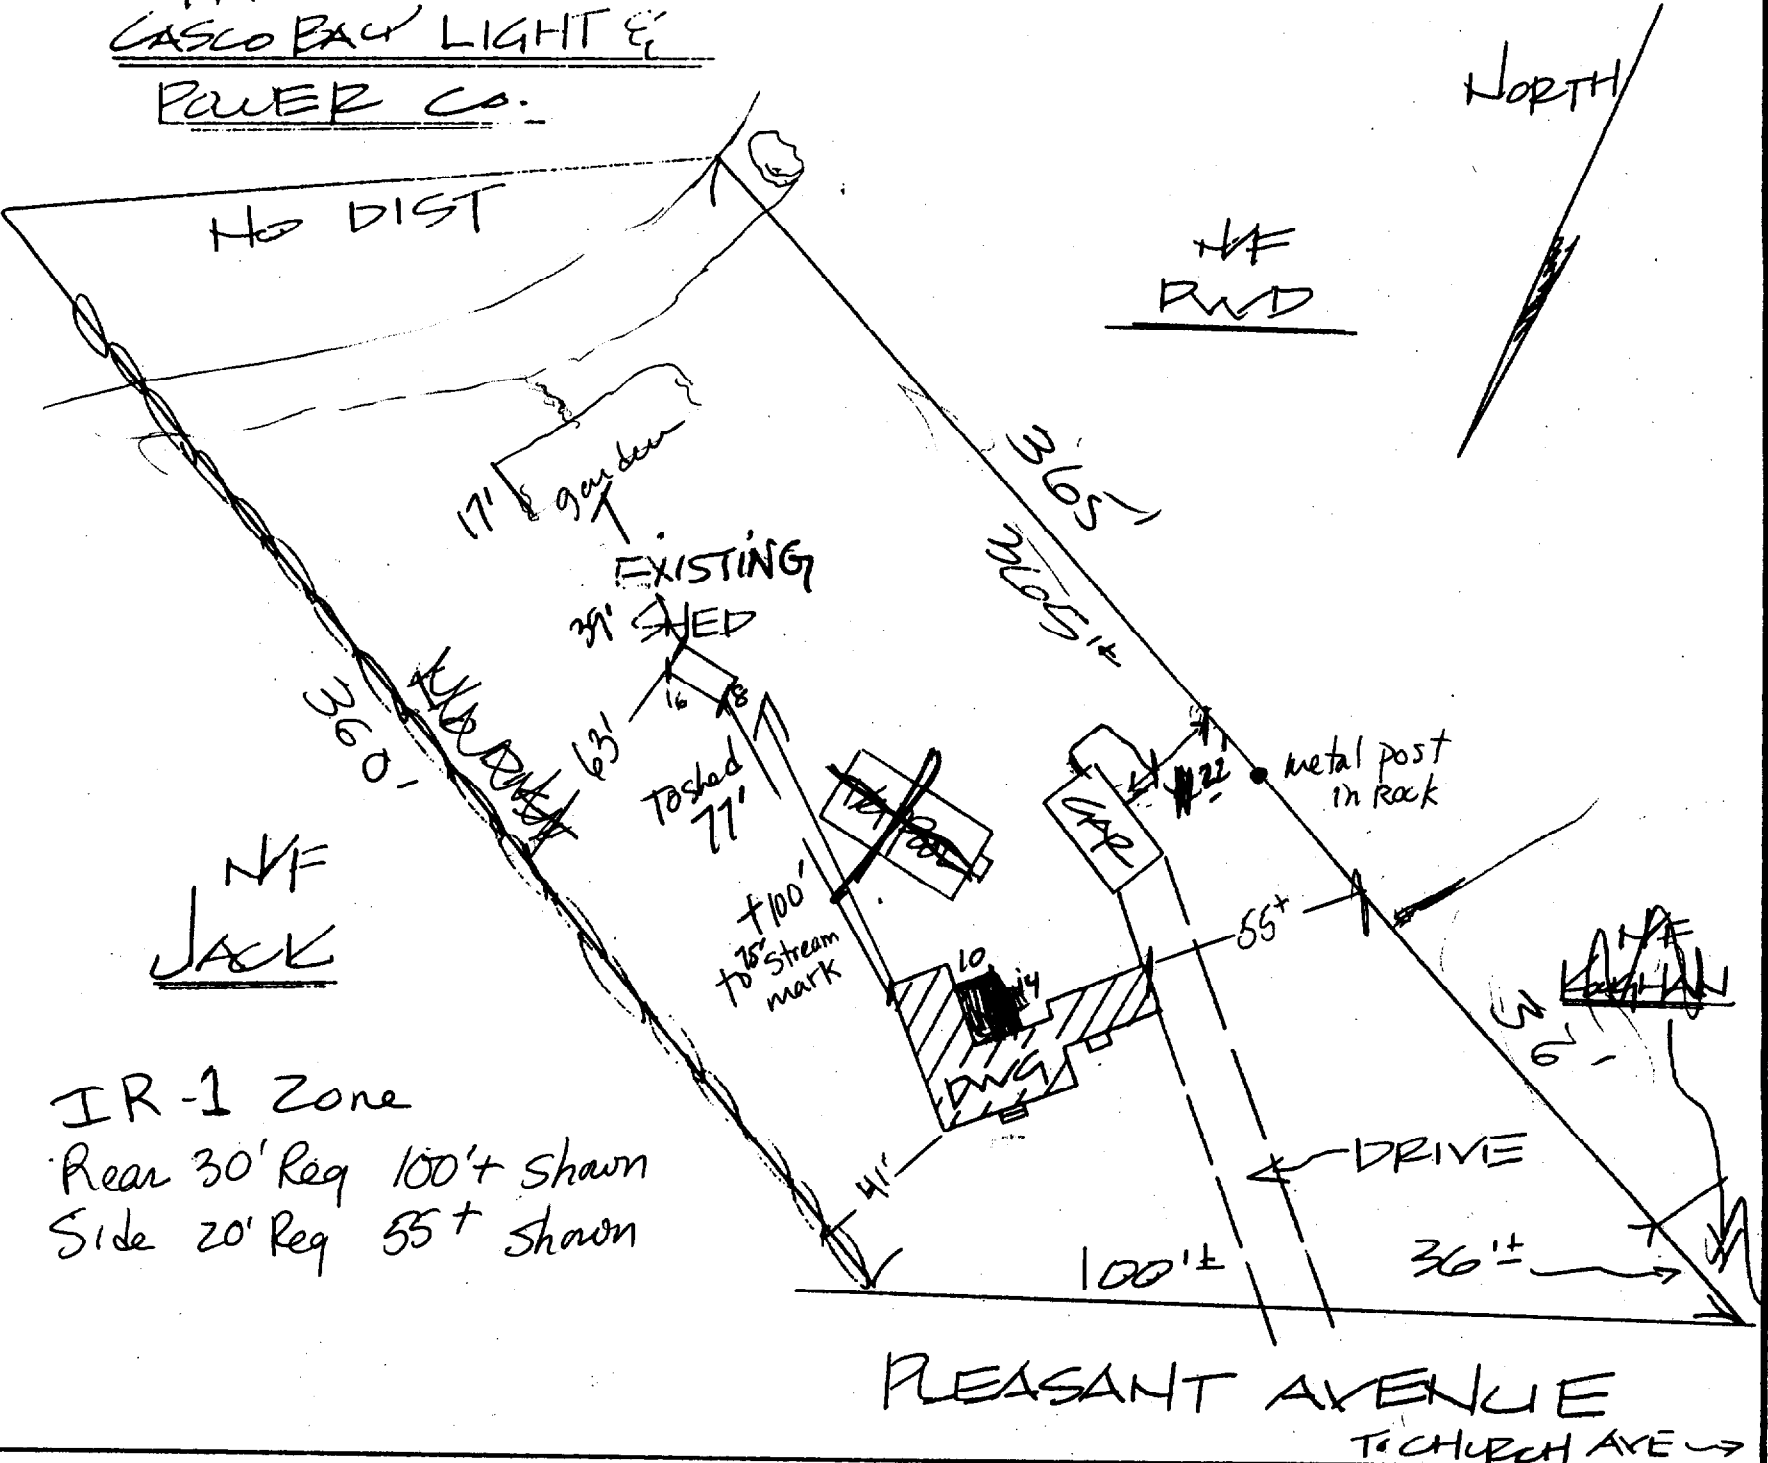 CASCO BAY LIGHT &
POWER CO.
NORTH
NO DIST
N/F
PWD
365'
365'±
17'
garden
EXISTING
SHED
39'
16
8
63'
360'
To shed
77'
GAR
22
metal post
in Rock
N/F
JACK
+100'
to 75' Stream
mark
10
14
55+
N/F
DWG
36'
IR-1 Zone
Rear 30' Req 100'+ Shown
Side 20' Req 55+ Shown
41'
DRIVE
100'±
36'±
PLEASANT AVENUE
To CHURCH AVE →